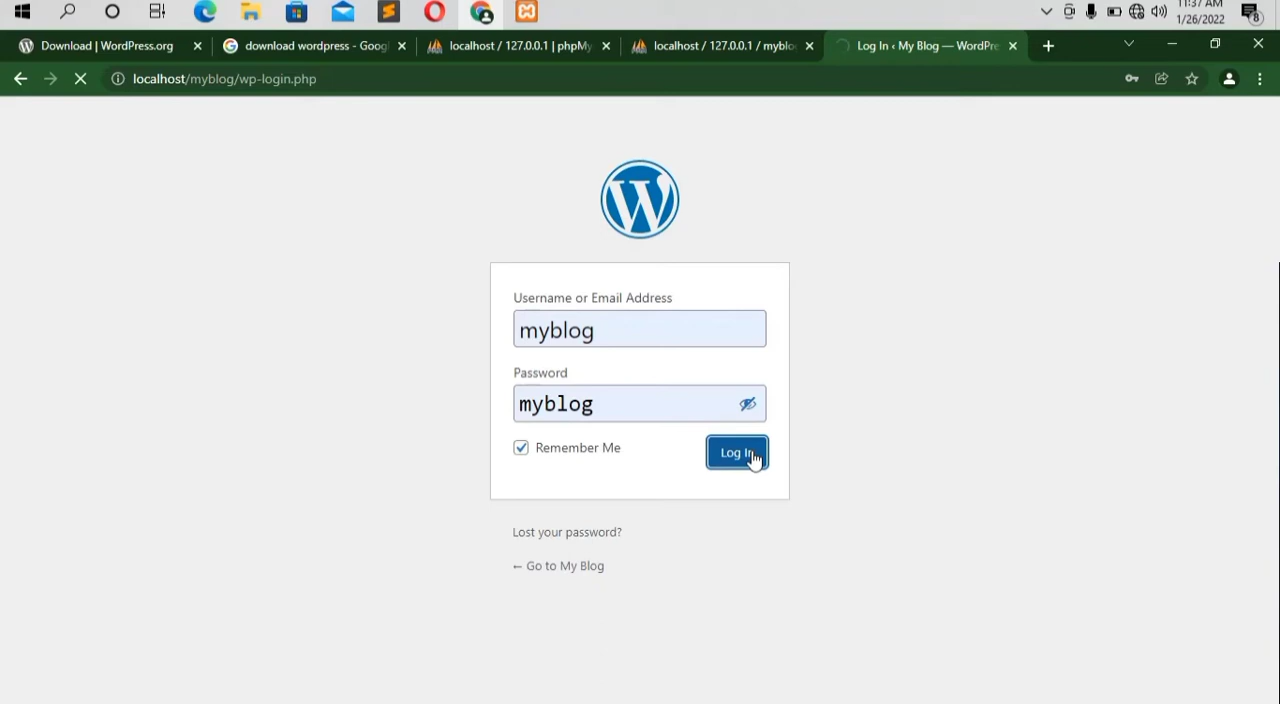 11:37 AM
1/26/2022
8
Download | WordPress.org
download wordpress - Goog
localhost / 127.0.0.1 | phpMy
localhost / 127.0.0.1 / myblo
Log In ‹ My Blog — WordPre
localhost/myblog/wp-login.php
Username or Email Address
myblog
Password
myblog
Remember Me
Log In
Lost your password?
← Go to My Blog